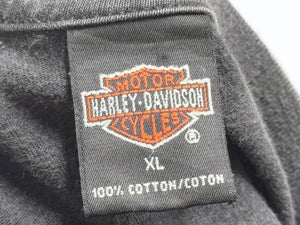 MOTOR
HARLEY-DAVIDSON
CYCLES
®
XL
100% COTTON/COTON